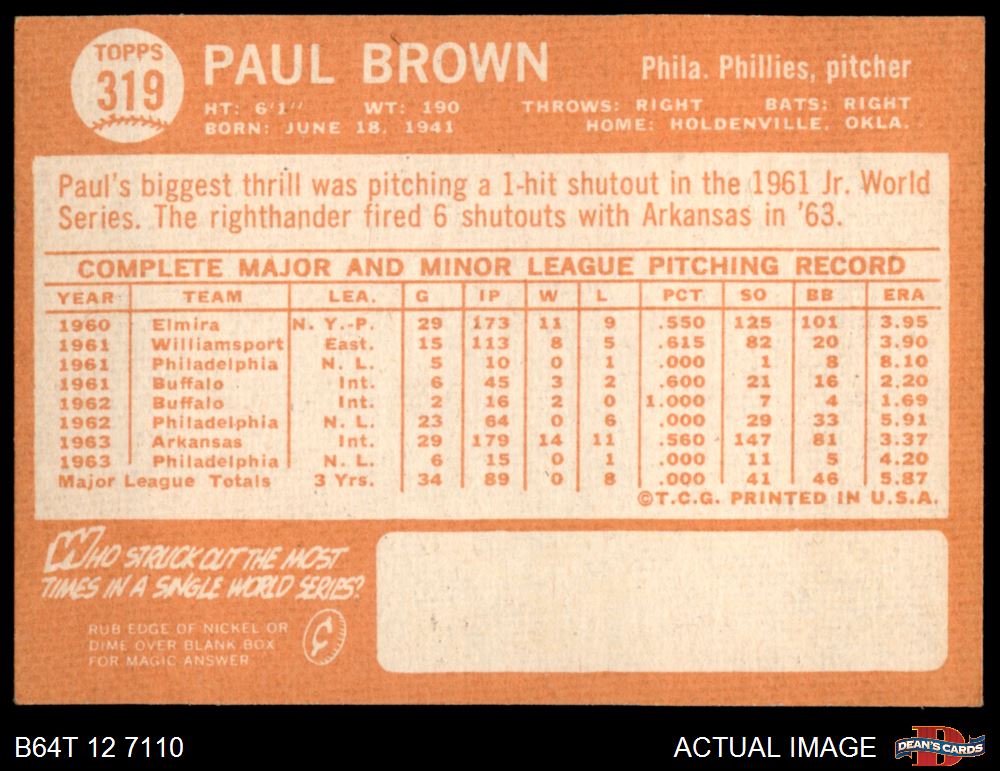 TOPPS
319
PAUL BROWN
Phila. Phillies, pitcher
HT: 6'1" WT: 190 THROWS: RIGHT BATS: RIGHT
BORN: JUNE 18, 1941 HOME: HOLDENVILLE, OKLA.
Paul's biggest thrill was pitching a 1-hit shutout in the 1961 Jr. World
Series. The righthander fired 6 shutouts with Arkansas in '63.
COMPLETE MAJOR AND MINOR LEAGUE PITCHING RECORD
YEAR TEAM LEA. G IP W L PCT SO BB ERA
1960 Elmira N. Y.-P. 29 173 11 9 .550 125 101 3.95
1961 Williamsport East. 15 113 8 5 .615 82 20 3.90
1961 Philadelphia N. L. 5 10 0 1 .000 1 8 8.10
1961 Buffalo Int. 6 45 3 2 .600 21 16 2.20
1962 Buffalo Int. 2 16 2 0 1.000 7 4 1.69
1962 Philadelphia N. L. 23 64 0 6 .000 29 33 5.91
1963 Arkansas Int. 29 179 14 11 .560 147 81 3.37
1963 Philadelphia N. L. 6 15 0 1 .000 11 5 4.20
Major League Totals 3 Yrs. 34 89 0 8 .000 41 46 5.87
©T.C.G. PRINTED IN U.S.A.
WHO STRUCK OUT THE MOST
TIMES IN A SINGLE WORLD SERIES?
RUB EDGE OF NICKEL OR
DIME OVER BLANK BOX
FOR MAGIC ANSWER
B64T 12 7110
ACTUAL IMAGE
D
DEAN'S CARDS